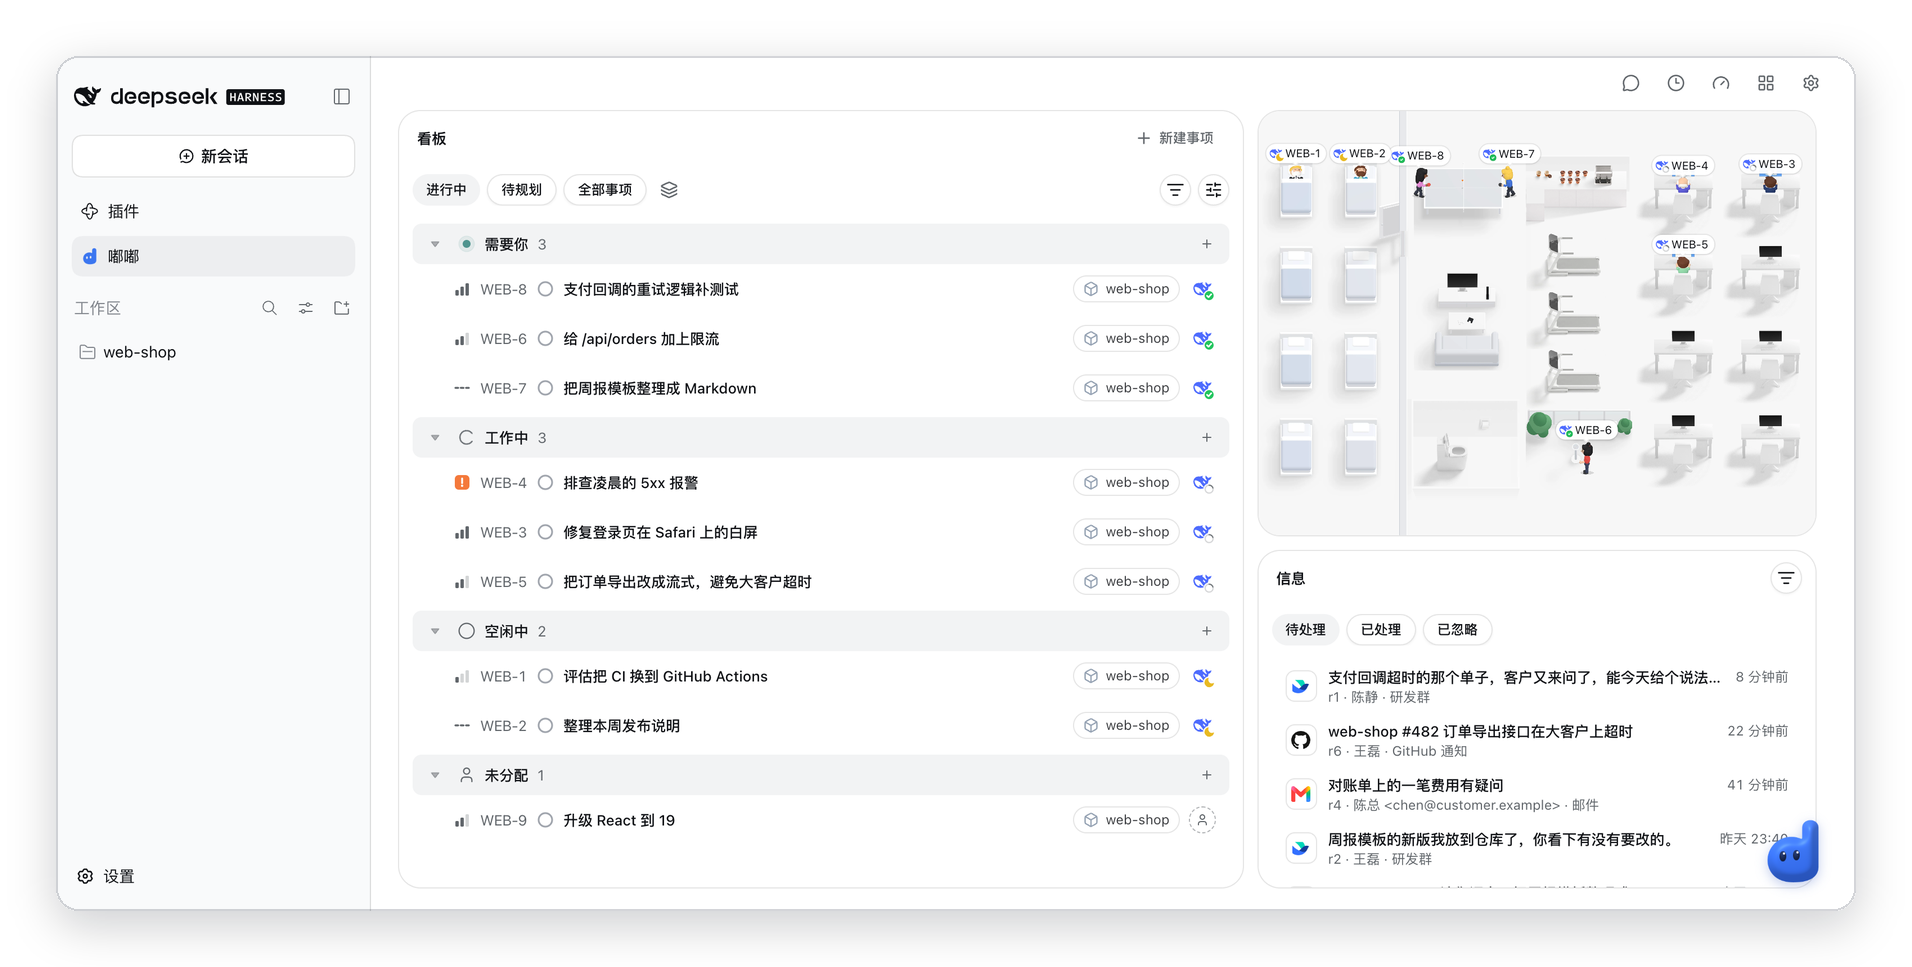 deepseek HARNESS
新会话
插件
嘟嘟
工作区
web-shop
设置
看板
新建事项
进行中
待规划
全部事项
需要你 3
WEB-8 支付回调的重试逻辑补测试 web-shop
WEB-6 给 /api/orders 加上限流 web-shop
WEB-7 把周报模板整理成 Markdown web-shop
工作中 3
WEB-4 排查凌晨的 5xx 报警 web-shop
WEB-3 修复登录页在 Safari 上的白屏 web-shop
WEB-5 把订单导出改成流式，避免大客户超时 web-shop
空闲中 2
WEB-1 评估把 CI 换到 GitHub Actions web-shop
WEB-2 整理本周发布说明 web-shop
未分配 1
WEB-9 升级 React 到 19 web-shop
WEB-1
WEB-2
WEB-8
WEB-7
WEB-4
WEB-3
WEB-5
WEB-6
信息
待处理
已处理
已忽略
支付回调超时的那个单子，客户又来问了，能今天给个说法... 8 分钟前
r1 · 陈静 · 研发群
web-shop #482 订单导出接口在大客户上超时 22 分钟前
r6 · 王磊 · GitHub 通知
对账单上的一笔费用有疑问 41 分钟前
r4 · 陈总 <chen@customer.example> · 邮件
周报模板的新版我放到仓库了，你看下有没有要改的。 昨天 23:40
r2 · 王磊 · 研发群